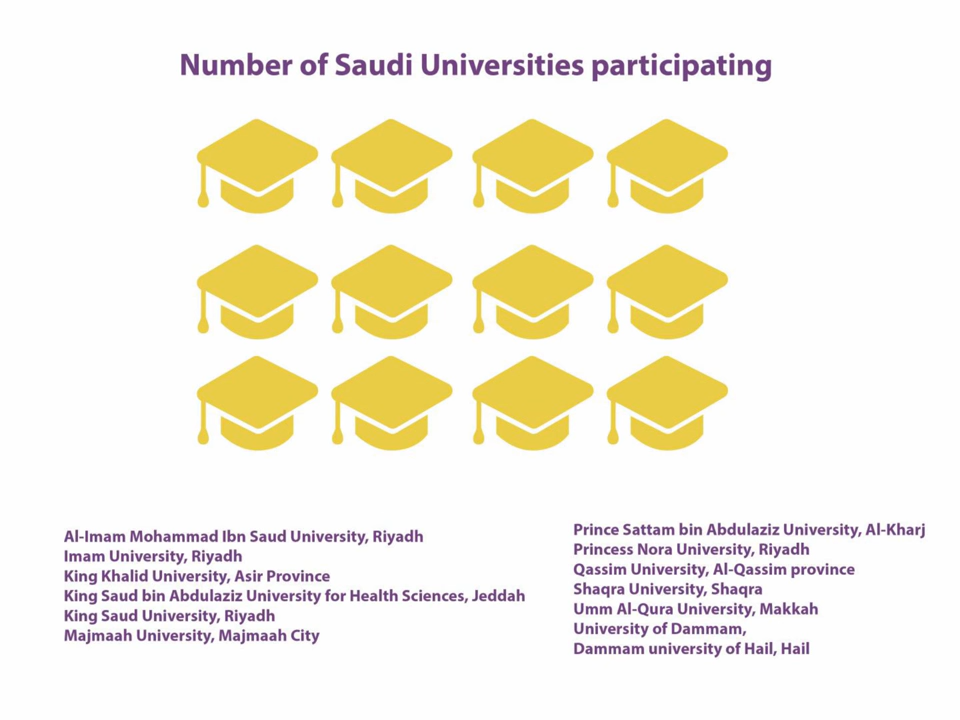 Number of Saudi Universities participating
Al-Imam Mohammad Ibn Saud University, Riyadh
Imam University, Riyadh
King Khalid University, Asir Province
King Saud bin Abdulaziz University for Health Sciences, Jeddah
King Saud University, Riyadh
Majmaah University, Majmaah City
Prince Sattam bin Abdulaziz University, Al-Kharj
Princess Nora University, Riyadh
Qassim University, Al-Qassim province
Shaqra University, Shaqra
Umm Al-Qura University, Makkah
University of Dammam,
Dammam university of Hail, Hail